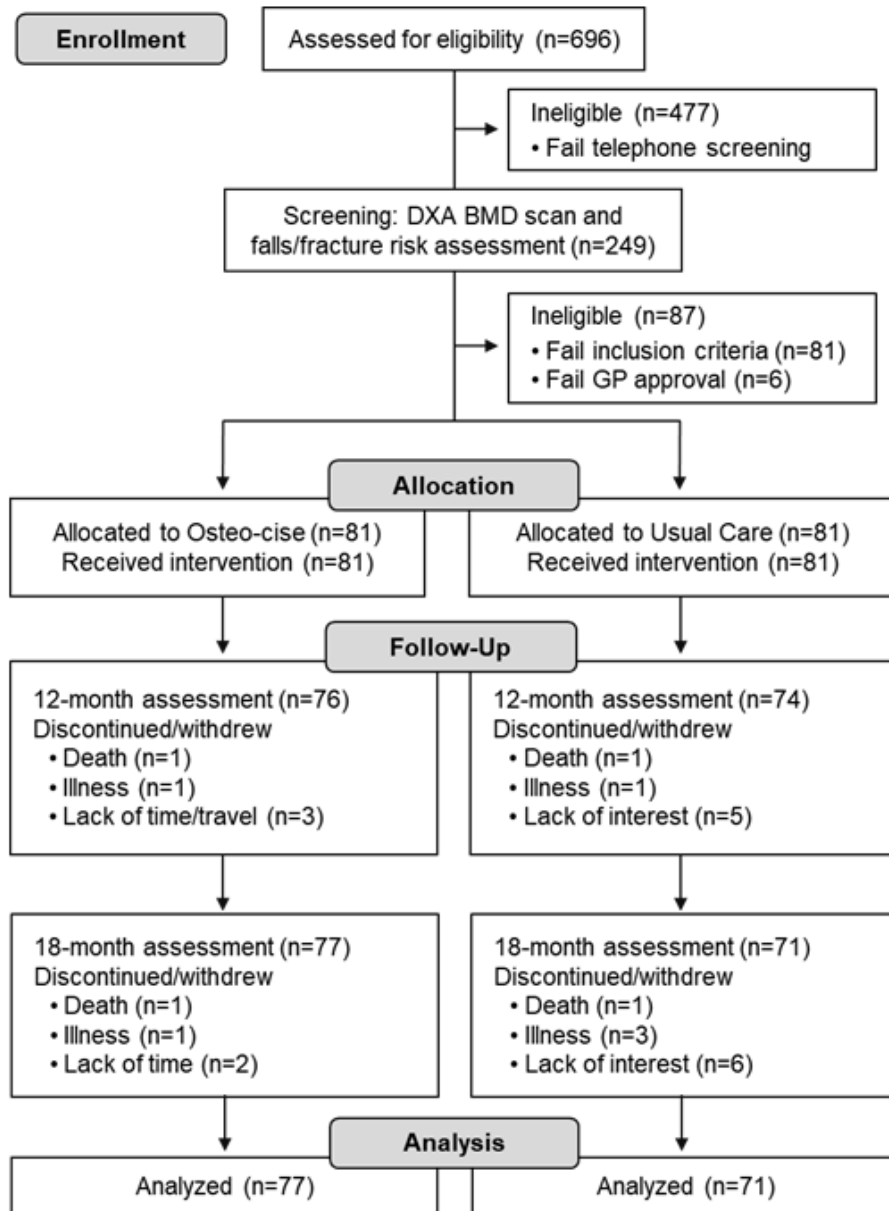 Enrollment
Assessed for eligibility (n=696)
Ineligible (n=477)
• Fail telephone screening
Screening: DXA BMD scan and
falls/fracture risk assessment (n=249)
Ineligible (n=87)
• Fail inclusion criteria (n=81)
• Fail GP approval (n=6)
Allocation
Allocated to Osteo-cise (n=81)
Received intervention (n=81)
Allocated to Usual Care (n=81)
Received intervention (n=81)
Follow-Up
12-month assessment (n=76)
Discontinued/withdrew
• Death (n=1)
• Illness (n=1)
• Lack of time/travel (n=3)
12-month assessment (n=74)
Discontinued/withdrew
• Death (n=1)
• Illness (n=1)
• Lack of interest (n=5)
18-month assessment (n=77)
Discontinued/withdrew
• Death (n=1)
• Illness (n=1)
• Lack of time (n=2)
18-month assessment (n=71)
Discontinued/withdrew
• Death (n=1)
• Illness (n=3)
• Lack of interest (n=6)
Analysis
Analyzed (n=77)
Analyzed (n=71)